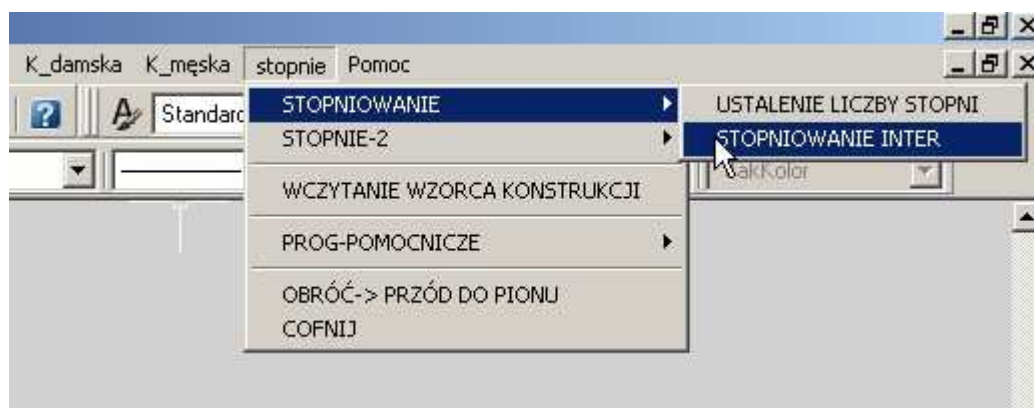 K_damska K_męska stopnie Pomoc
Standard
STOPNIOWANIE
STOPNIE-2
WCZYTANIE WZORCA KONSTRUKCJI
PROG-POMOCNICZE
OBRÓĆ-> PRZÓD DO PIONU
COFNIJ
USTALENIE LICZBY STOPNI
STOPNIOWANIE INTER